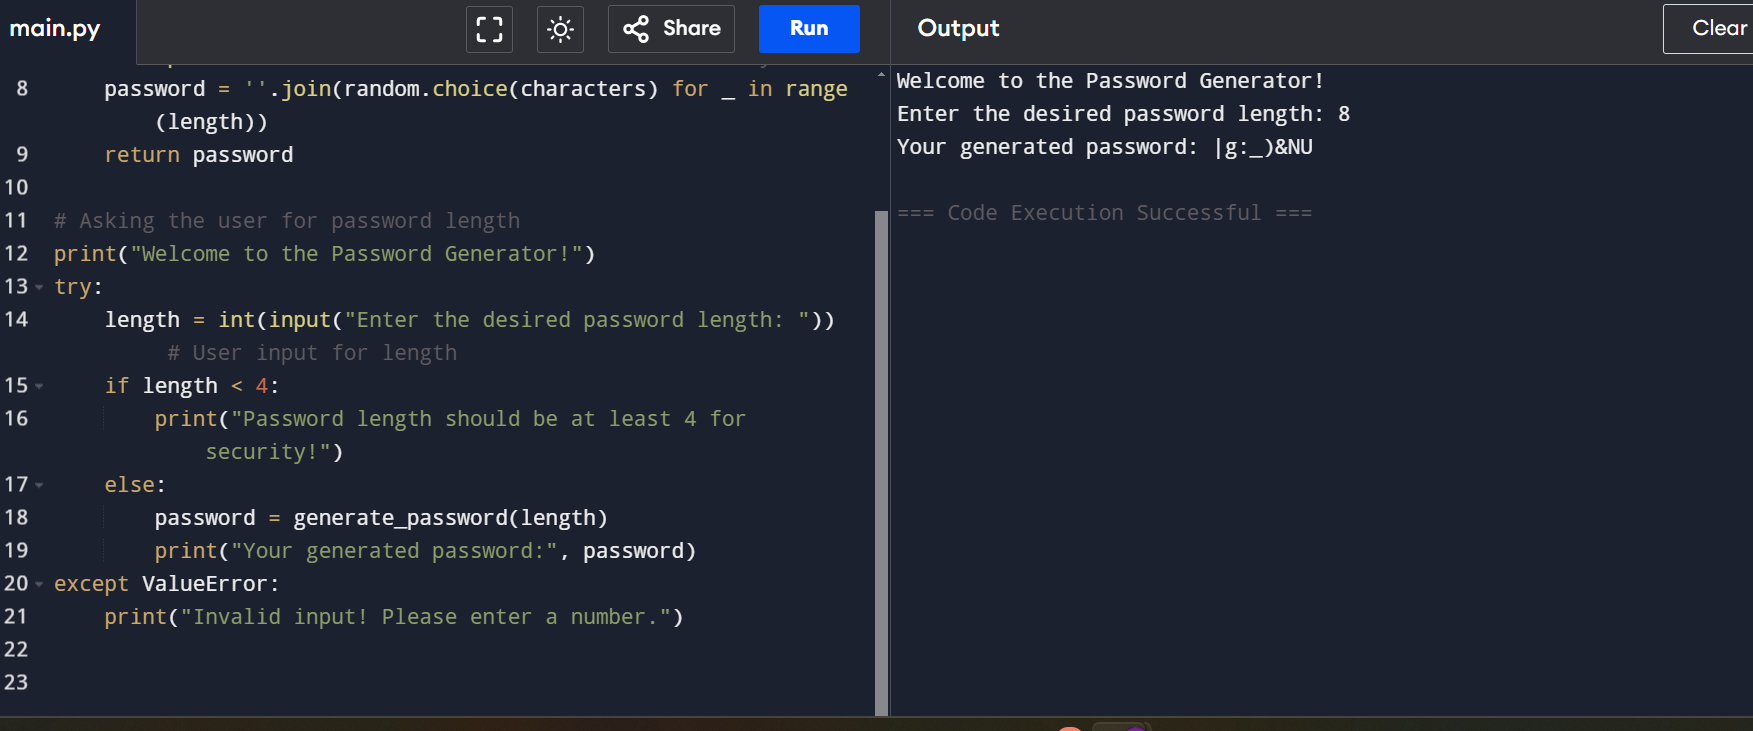 main.py
Share
Run
Output
Clear
8 password = ''.join(random.choice(characters) for _ in range
(length))
9 return password
10
11 # Asking the user for password length
12 print("Welcome to the Password Generator!")
13 try:
14 length = int(input("Enter the desired password length: "))
# User input for length
15 if length < 4:
16 print("Password length should be at least 4 for
security!")
17 else:
18 password = generate_password(length)
19 print("Your generated password:", password)
20 except ValueError:
21 print("Invalid input! Please enter a number.")
22
23
Welcome to the Password Generator!
Enter the desired password length: 8
Your generated password: |g:_)&NU
=== Code Execution Successful ===